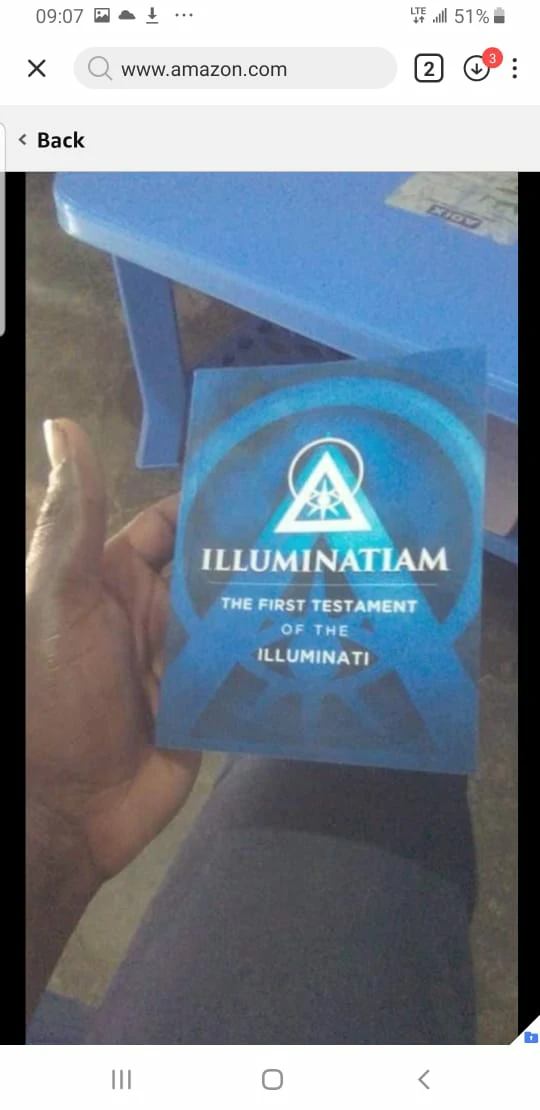 09:07
LTE 51%
www.amazon.com
2
3
Back
ILLUMINATIAM
THE FIRST TESTAMENT
OF THE
ILLUMINATI